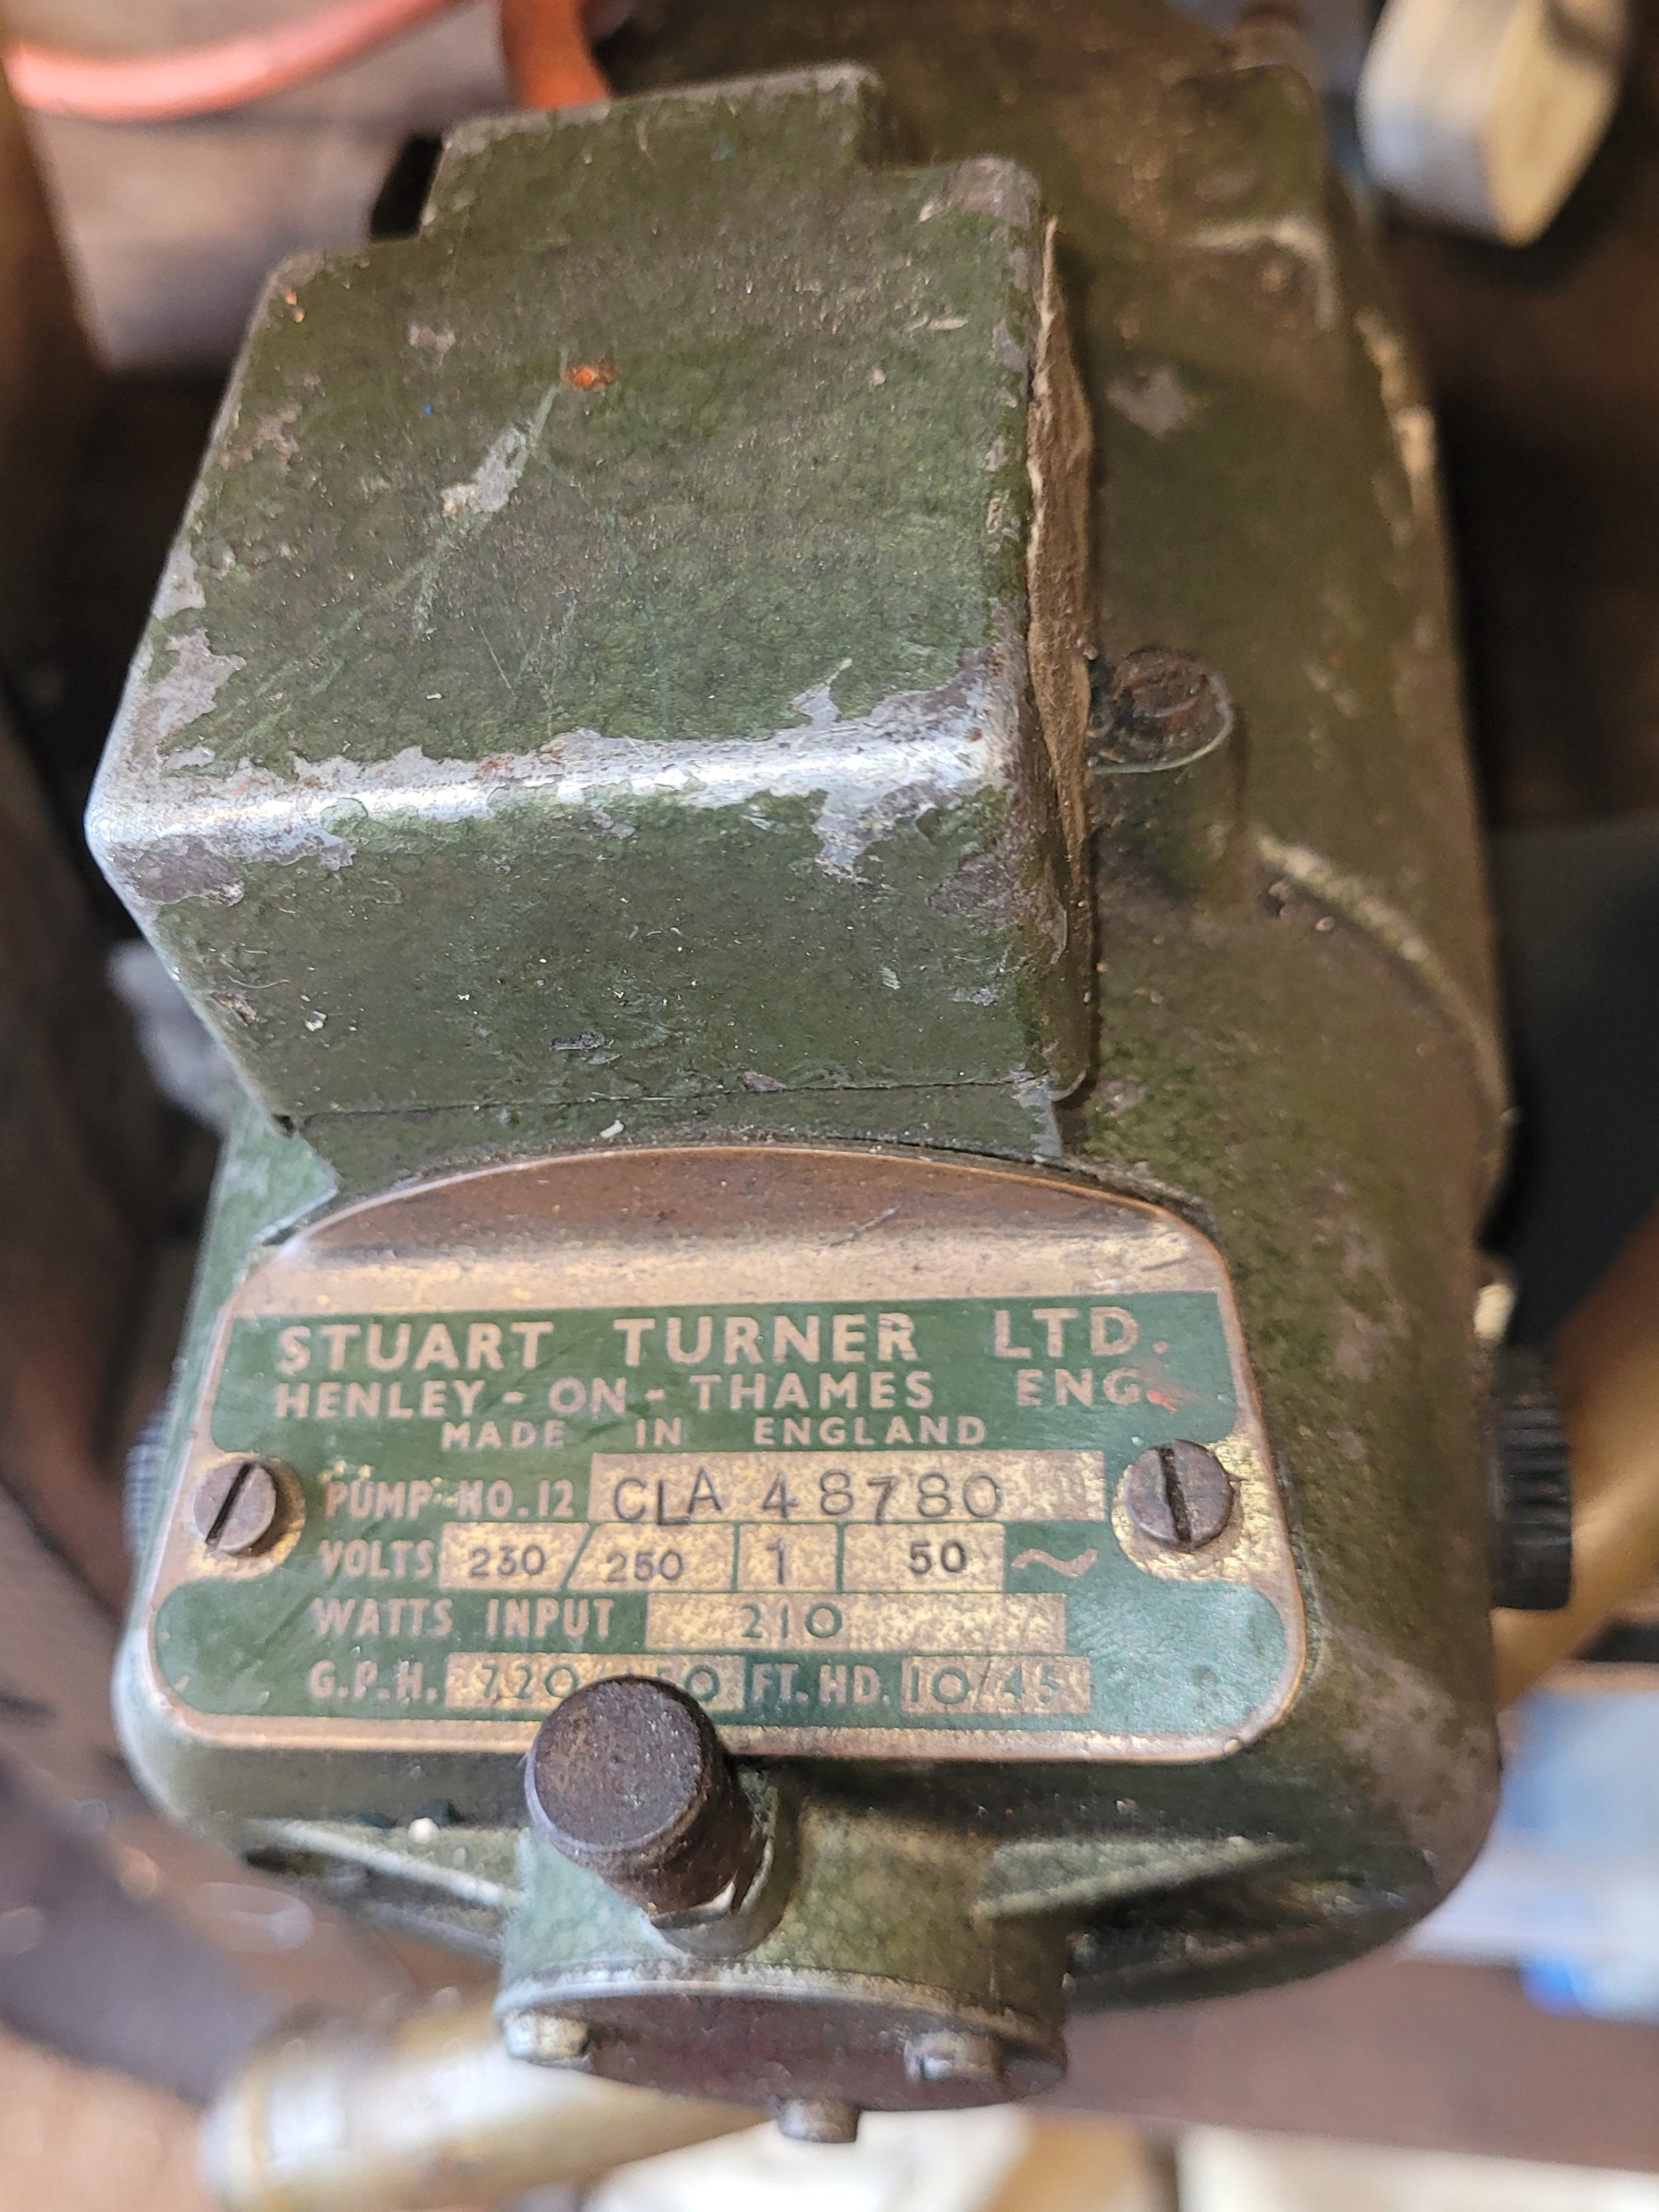 STUART TURNER LTD.
HENLEY - ON - THAMES ENG.
MADE IN ENGLAND
PUMP NO. 12 CLA 48780
VOLTS 230/250 1 50 ~
WATTS INPUT 210
G.P.H. 720 FT. HD. 10/45